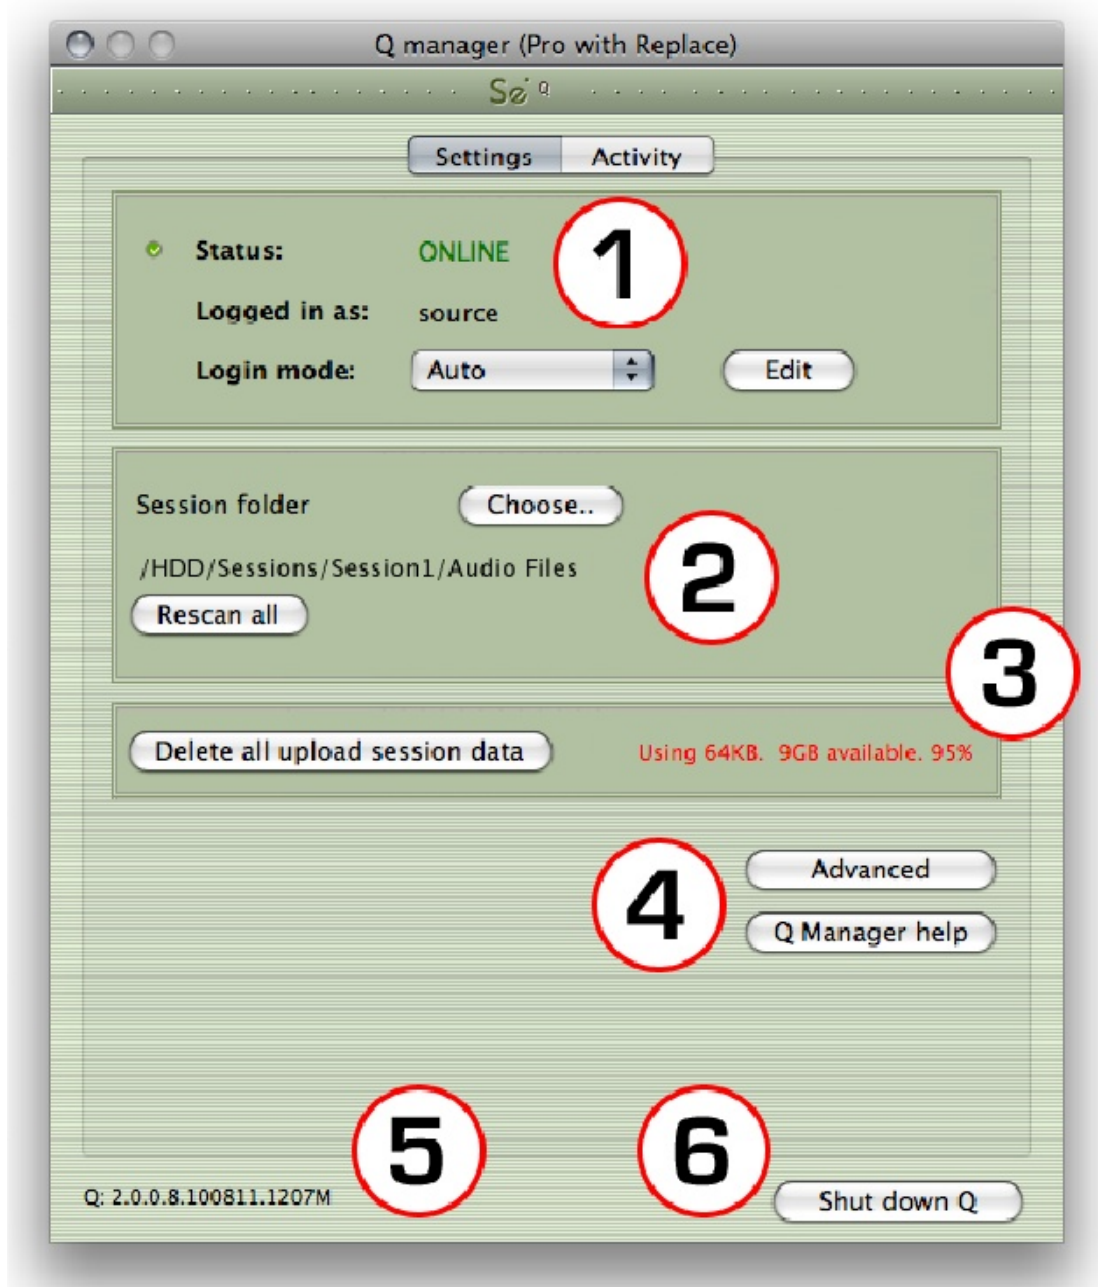 Q manager (Pro with Replace)
Se Q
Settings Activity
Status: ONLINE 1
Logged in as: source
Login mode: Auto Edit
Session folder Choose..
2
/HDD/Sessions/Session1/Audio Files
Rescan all
3
Delete all upload session data Using 64KB. 9GB available. 95%
Advanced
4
Q Manager help
5 6
Q: 2.0.0.8.100811.1207M
Shut down Q